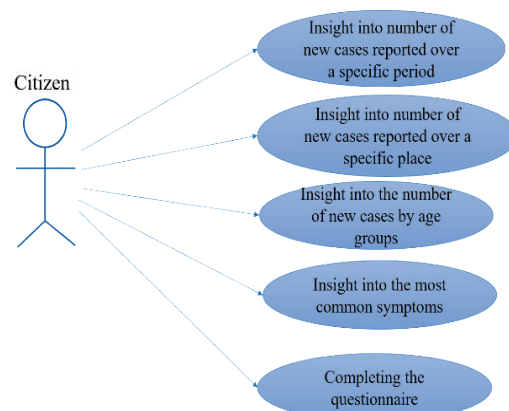 Citizen
Insight into number of
new cases reported over
a specific period
Insight into number of
new cases reported over a
specific place
Insight into the number
of new cases by age
groups
Insight into the most
common symptoms
Completing the
questionnaire